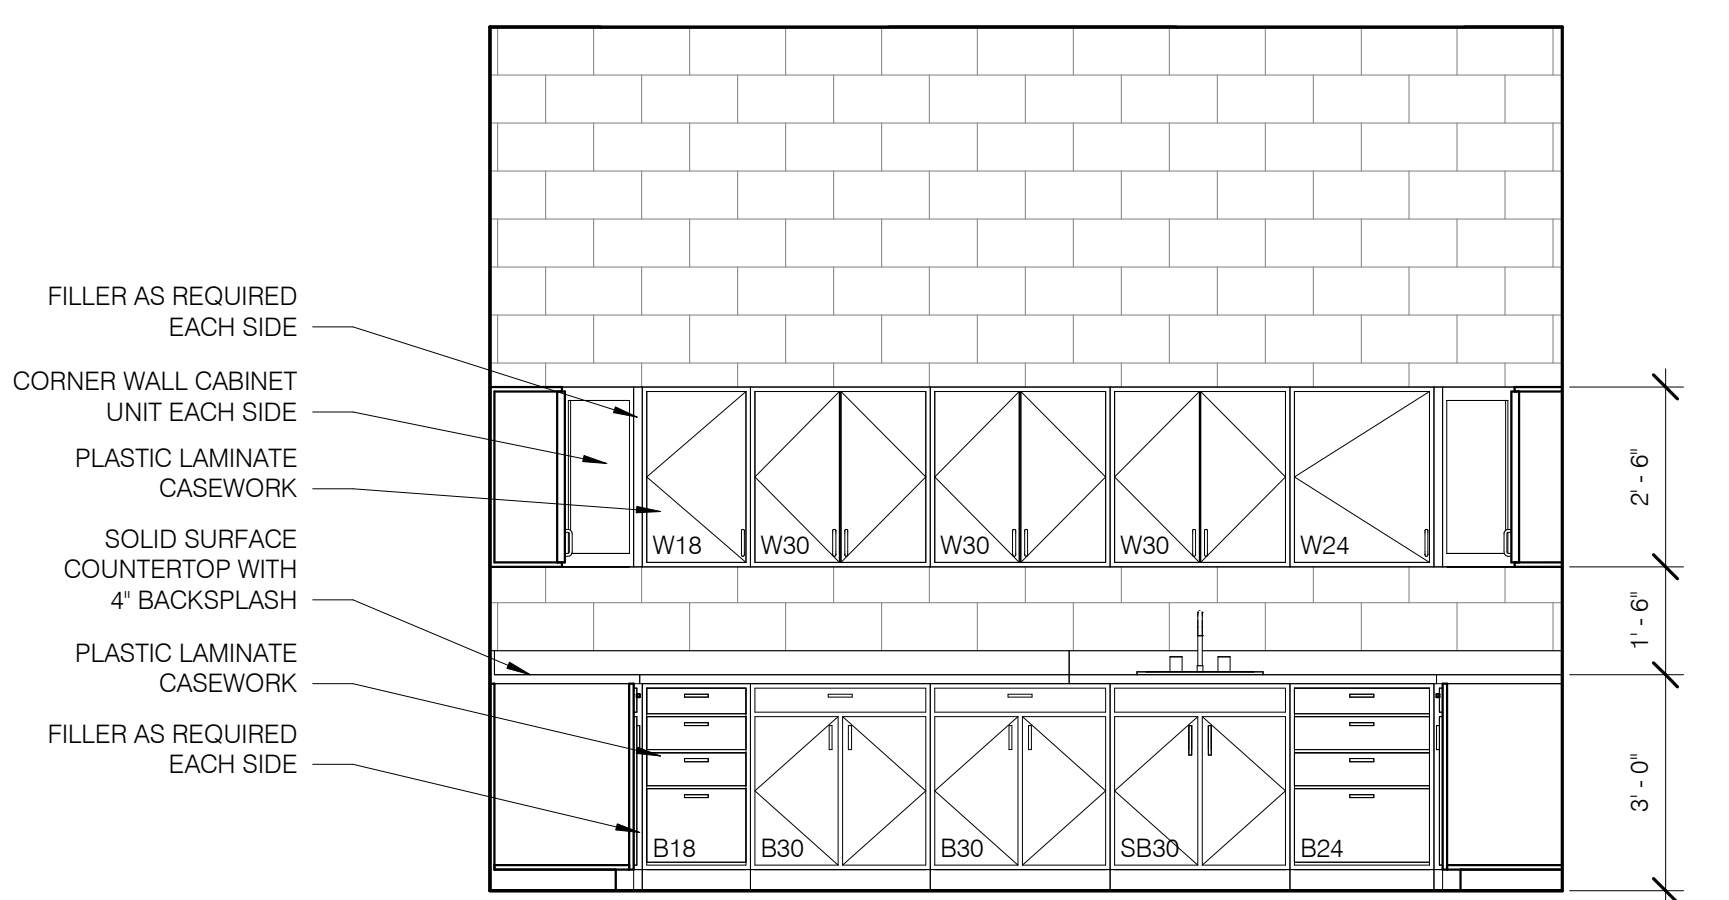 FILLER AS REQUIRED
EACH SIDE
CORNER WALL CABINET
UNIT EACH SIDE
PLASTIC LAMINATE
CASEWORK
SOLID SURFACE
COUNTERTOP WITH
4" BACKSPLASH
PLASTIC LAMINATE
CASEWORK
FILLER AS REQUIRED
EACH SIDE
W18
W30
W30
W30
W24
B18
B30
B30
SB30
B24
2' - 6"
1' - 6"
3' - 0"